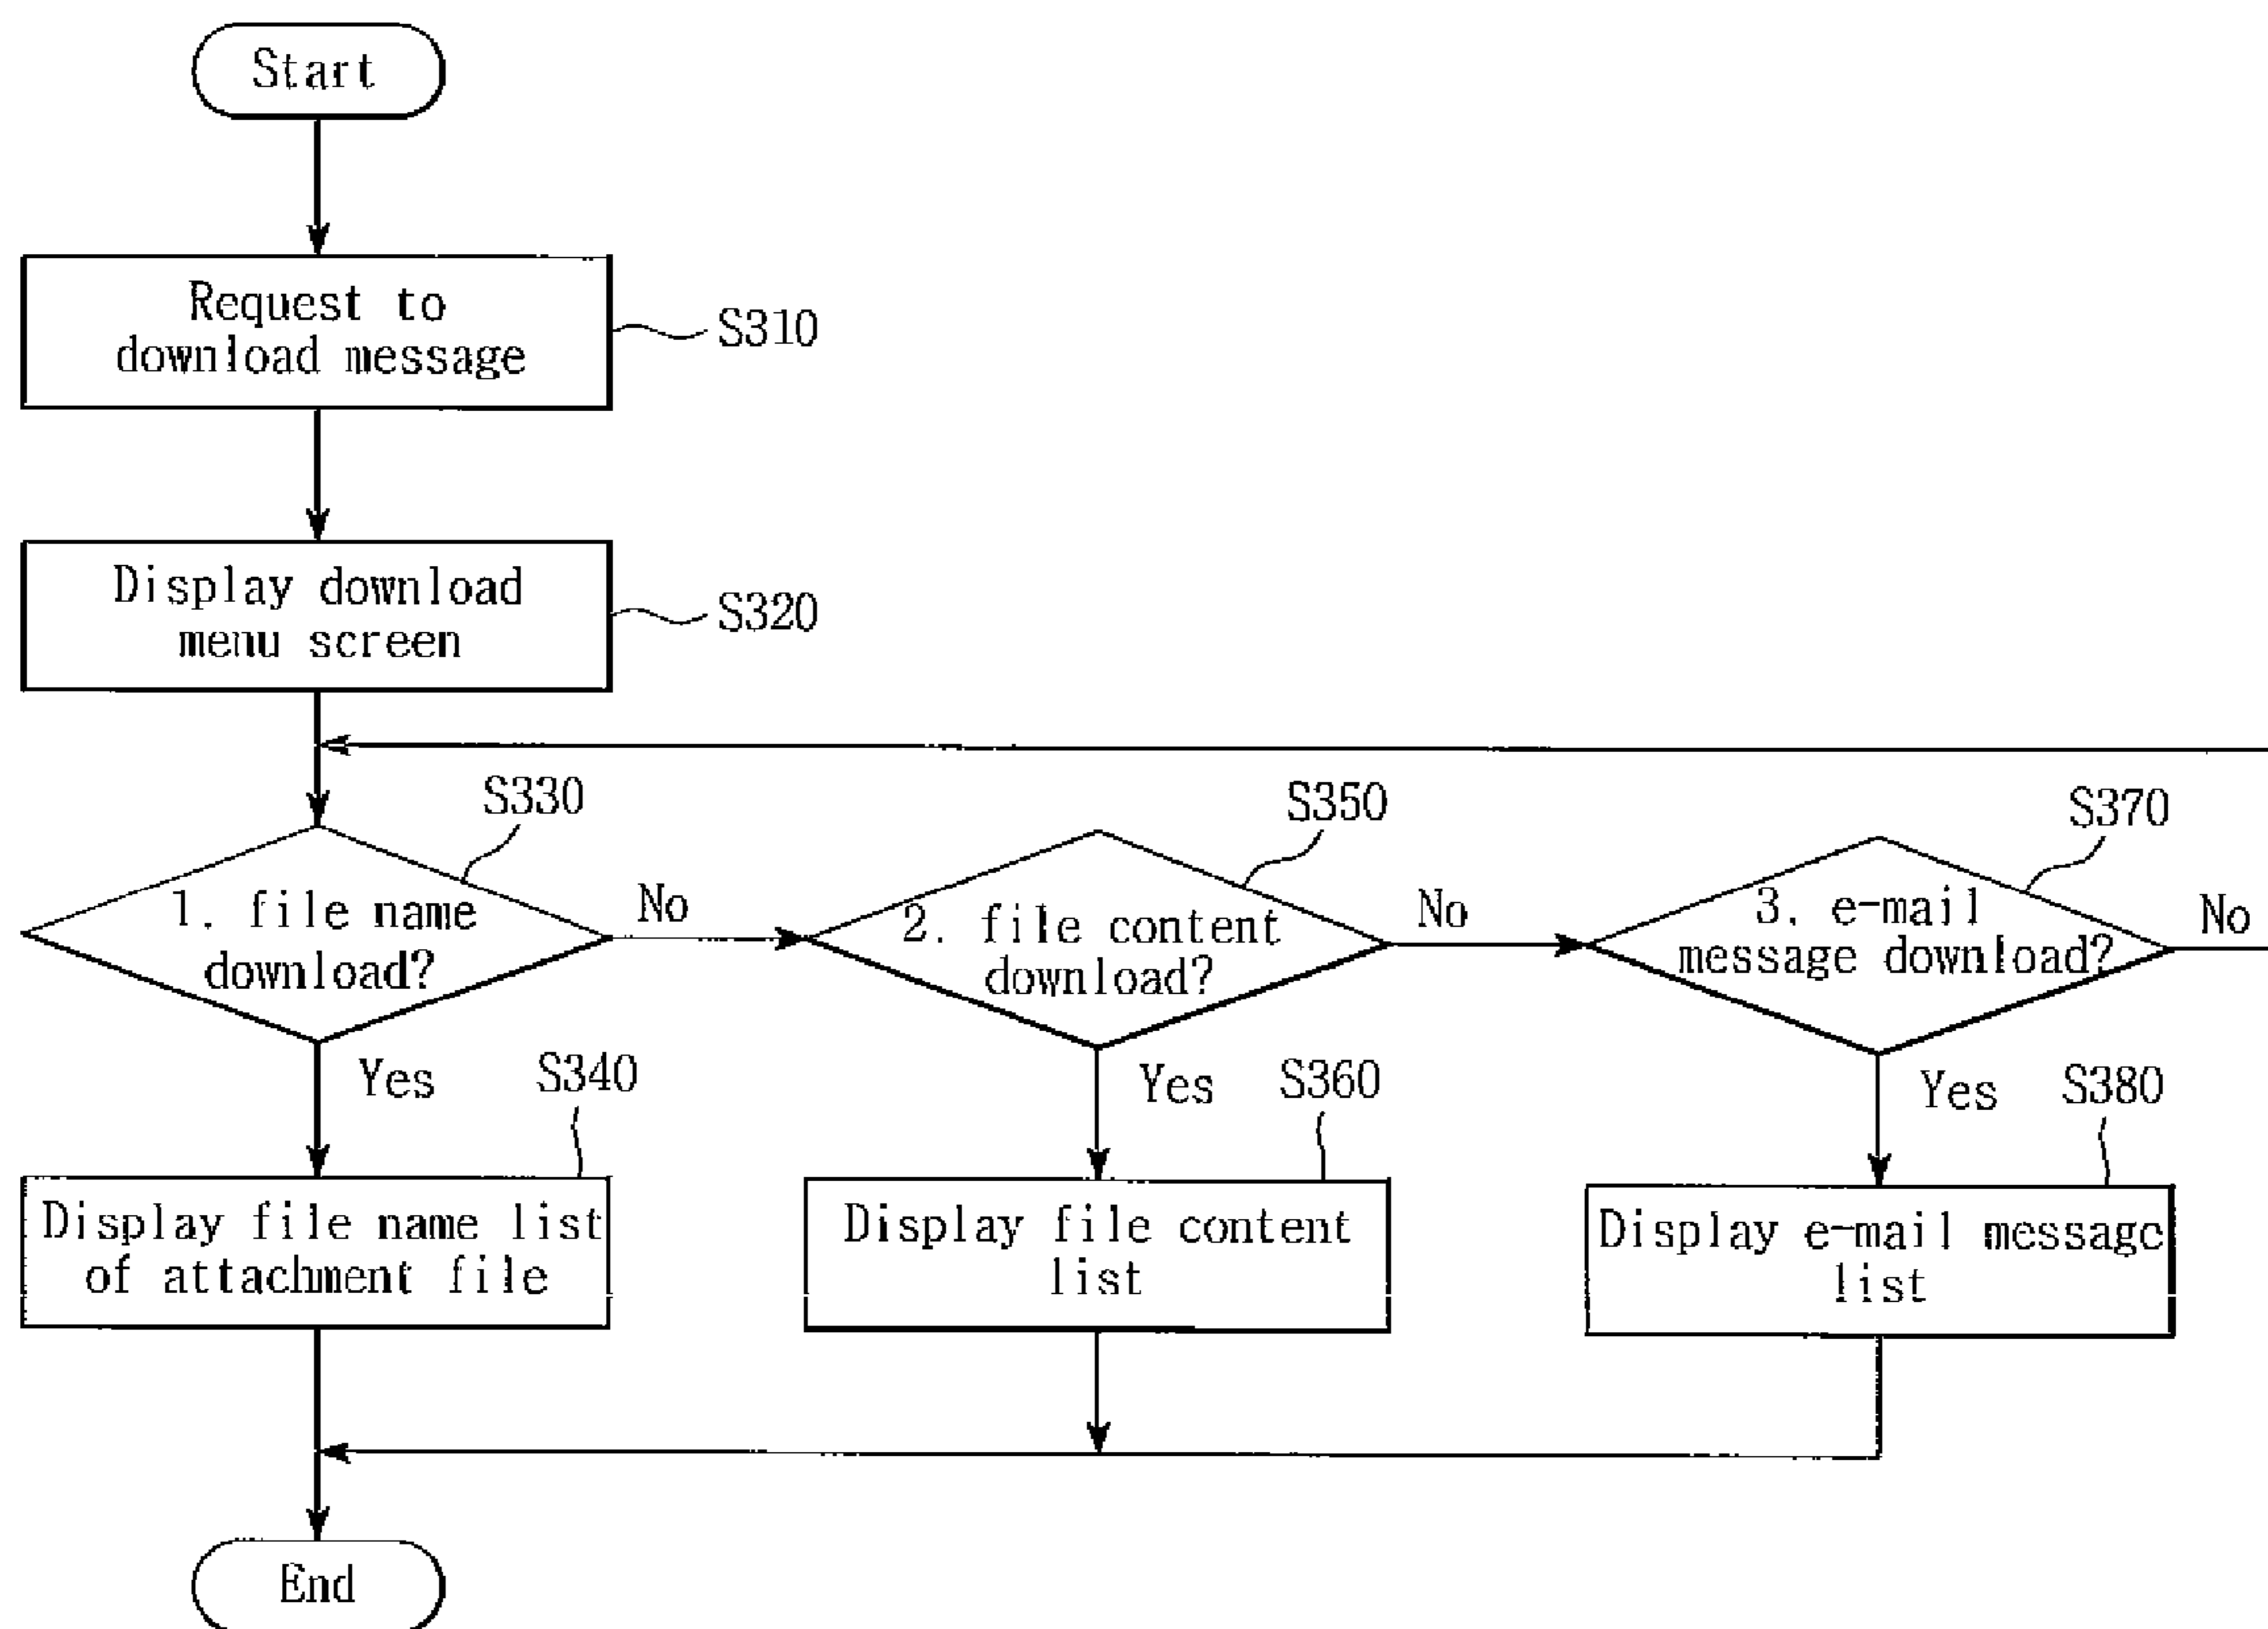 Start
Request to
download message
S310
Display download
menu screen
S320
S330
S350
S370
1. file name
download?
No
2. file content
download?
No
3. e-mail
message download?
No
Yes
S340
Yes
S360
Yes
S380
Display file name list
of attachment file
Display file content
list
Display e-mail message
list
End